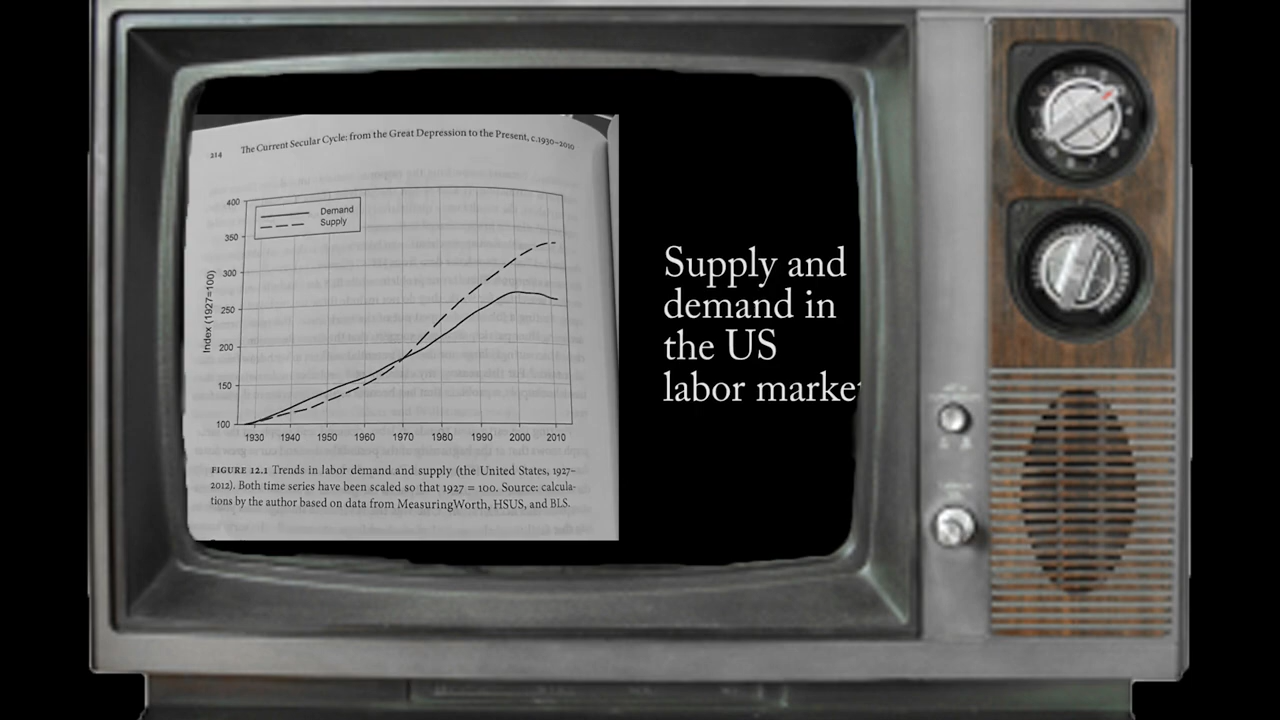 214 The Current Secular Cycle: from the Great Depression to the Present, c.1930–2010
400
350
300
250
200
150
100
Index (1927=100)
Demand
Supply
1930 1940 1950 1960 1970 1980 1990 2000 2010
FIGURE 12.1 Trends in labor demand and supply (the United States, 1927–
2012). Both time series have been scaled so that 1927 = 100. Source: calcula-
tions by the author based on data from MeasuringWorth, HSUS, and BLS.
Supply and
demand in
the US
labor market